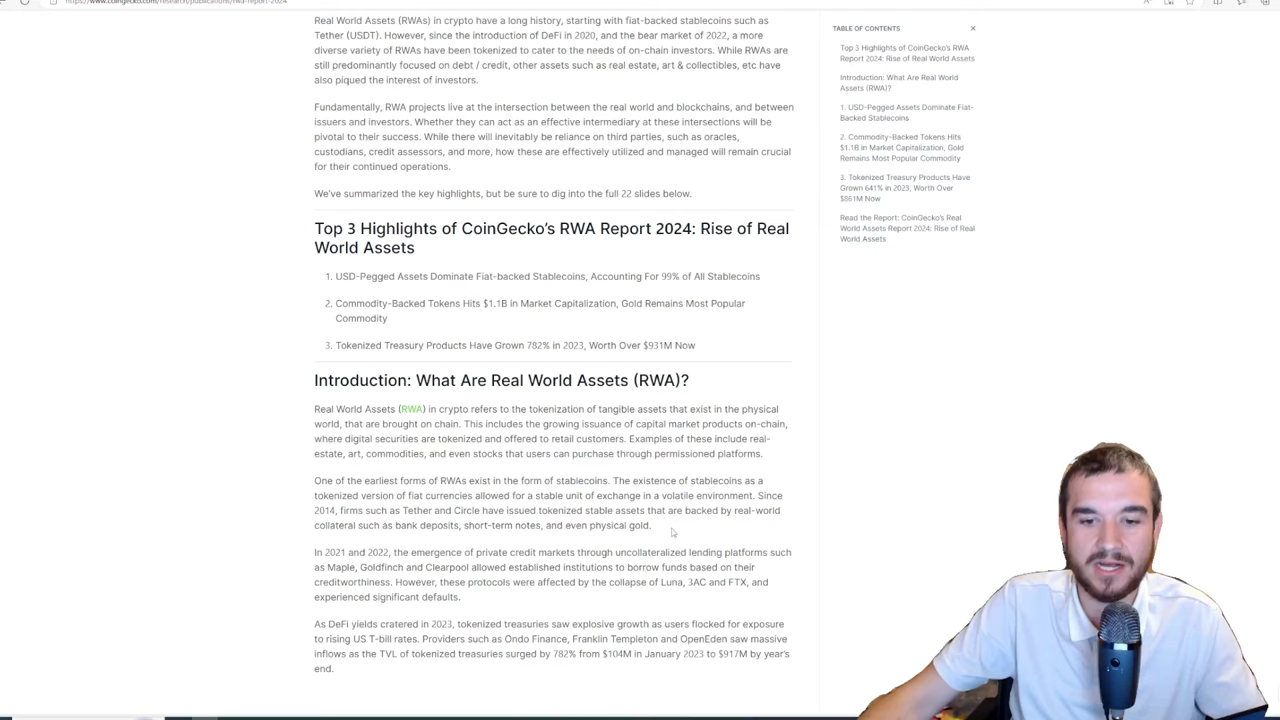 https://www.coingecko.com/research/publications/rwa-report-2024
Real World Assets (RWAs) in crypto have a long history, starting with fiat-backed stablecoins such as
Tether (USDT). However, since the introduction of DeFi in 2020, and the bear market of 2022, a more
diverse variety of RWAs have been tokenized to cater to the needs of on-chain investors. While RWAs
are still predominantly focused on debt / credit, other assets such as real estate, art & collectibles, etc have
also piqued the interest of investors.
Fundamentally, RWA projects live at the intersection between the real world and blockchains, and between
issuers and investors. Whether they can act as an effective intermediary at these intersections will be
pivotal to their success. While there will inevitably be reliance on third parties, such as oracles,
custodians, credit assessors, and more, how these are effectively utilized and managed will remain crucial
for their continued operations.
We've summarized the key highlights, but be sure to dig into the full 22 slides below.
Top 3 Highlights of CoinGecko's RWA Report 2024: Rise of Real
World Assets
1. USD-Pegged Assets Dominate Fiat-backed Stablecoins, Accounting For 99% of All Stablecoins
2. Commodity-Backed Tokens Hits $1.1B in Market Capitalization, Gold Remains Most Popular
Commodity
3. Tokenized Treasury Products Have Grown 782% in 2023, Worth Over $931M Now
Introduction: What Are Real World Assets (RWA)?
Real World Assets (RWA) in crypto refers to the tokenization of tangible assets that exist in the physical
world, that are brought on chain. This includes the growing issuance of capital market products on-chain,
where digital securities are tokenized and offered to retail customers. Examples of these include real-
estate, art, commodities, and even stocks that users can purchase through permissioned platforms.
One of the earliest forms of RWAs exist in the form of stablecoins. The existence of stablecoins as a
tokenized version of fiat currencies allowed for a stable unit of exchange in a volatile environment. Since
2014, firms such as Tether and Circle have issued tokenized stable assets that are backed by real-world
collateral such as bank deposits, short-term notes, and even physical gold.
In 2021 and 2022, the emergence of private credit markets through uncollateralized lending platforms such
as Maple, Goldfinch and Clearpool allowed established institutions to borrow funds based on their
creditworthiness. However, these protocols were affected by the collapse of Luna, 3AC and FTX, and
experienced significant defaults.
As DeFi yields cratered in 2023, tokenized treasuries saw explosive growth as users flocked for exposure
to rising US T-bill rates. Providers such as Ondo Finance, Franklin Templeton and OpenEden saw massive
inflows as the TVL of tokenized treasuries surged by 782% from $104M in January 2023 to $917M by year's
end.
TABLE OF CONTENTS
Top 3 Highlights of CoinGecko's RWA
Report 2024: Rise of Real World Assets
Introduction: What Are Real World
Assets (RWA)?
1. USD-Pegged Assets Dominate Fiat-
Backed Stablecoins
2. Commodity-Backed Tokens Hits
$1.1B in Market Capitalization, Gold
Remains Most Popular Commodity
3. Tokenized Treasury Products Have
Grown 641% in 2023, Worth Over
$861M Now
Read the Report: CoinGecko's Real
World Assets Report 2024: Rise of Real
World Assets